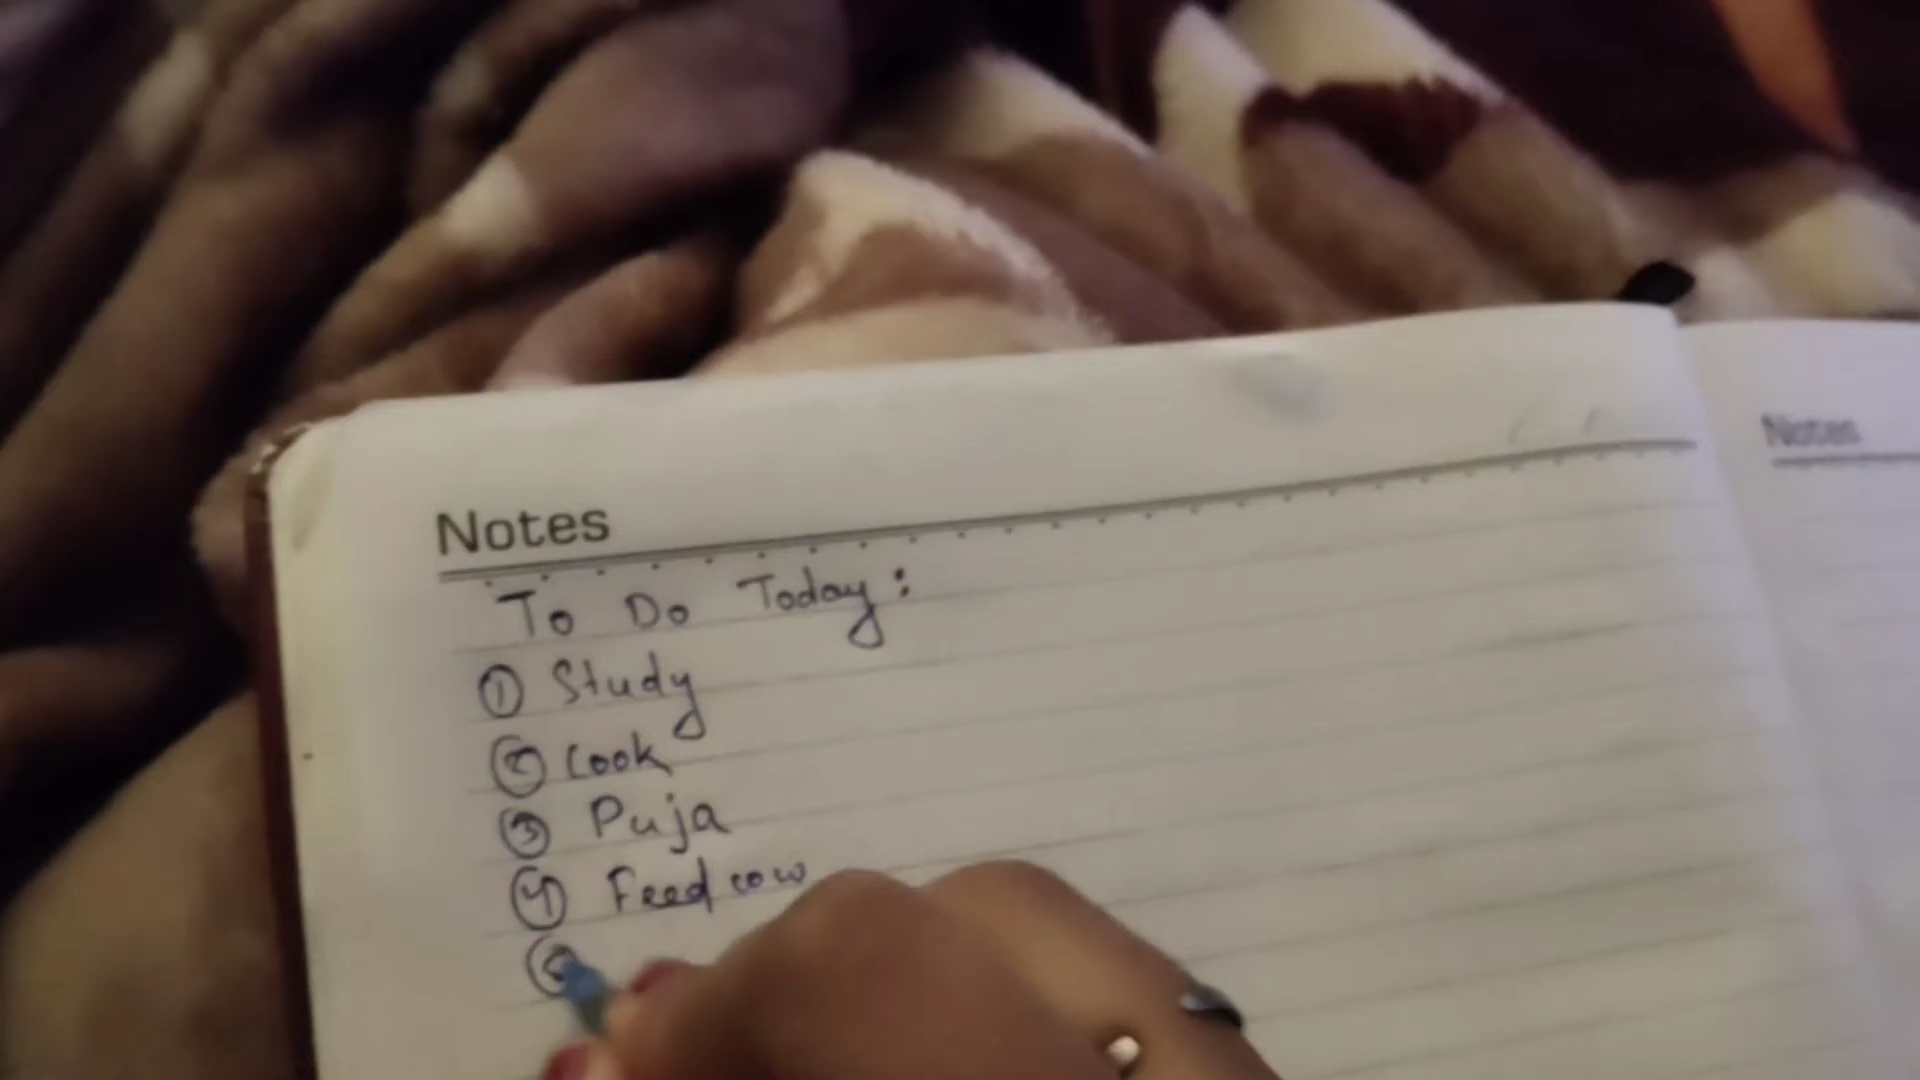 Notes
To Do Today:
① Study
② Cook
③ Puja
④ Feed cow
Notes